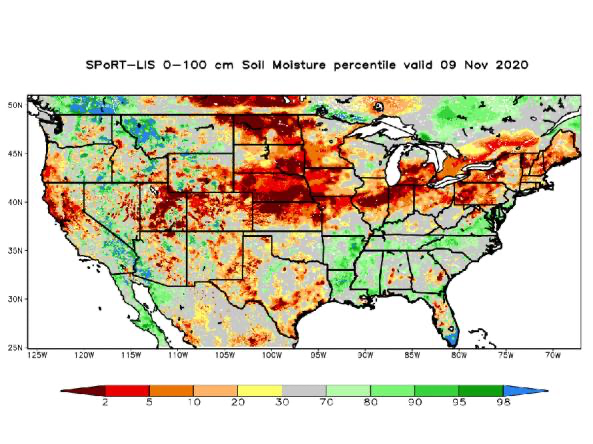 SPoRT-LIS 0-100 cm Soil Moisture percentile valid 09 Nov 2020
50N
45N
40N
35N
30N
25N
125W 120W 115W 110W 105W 100W 95W 90W 85W 80W 75W 70W
2 5 10 20 30 70 80 90 95 98